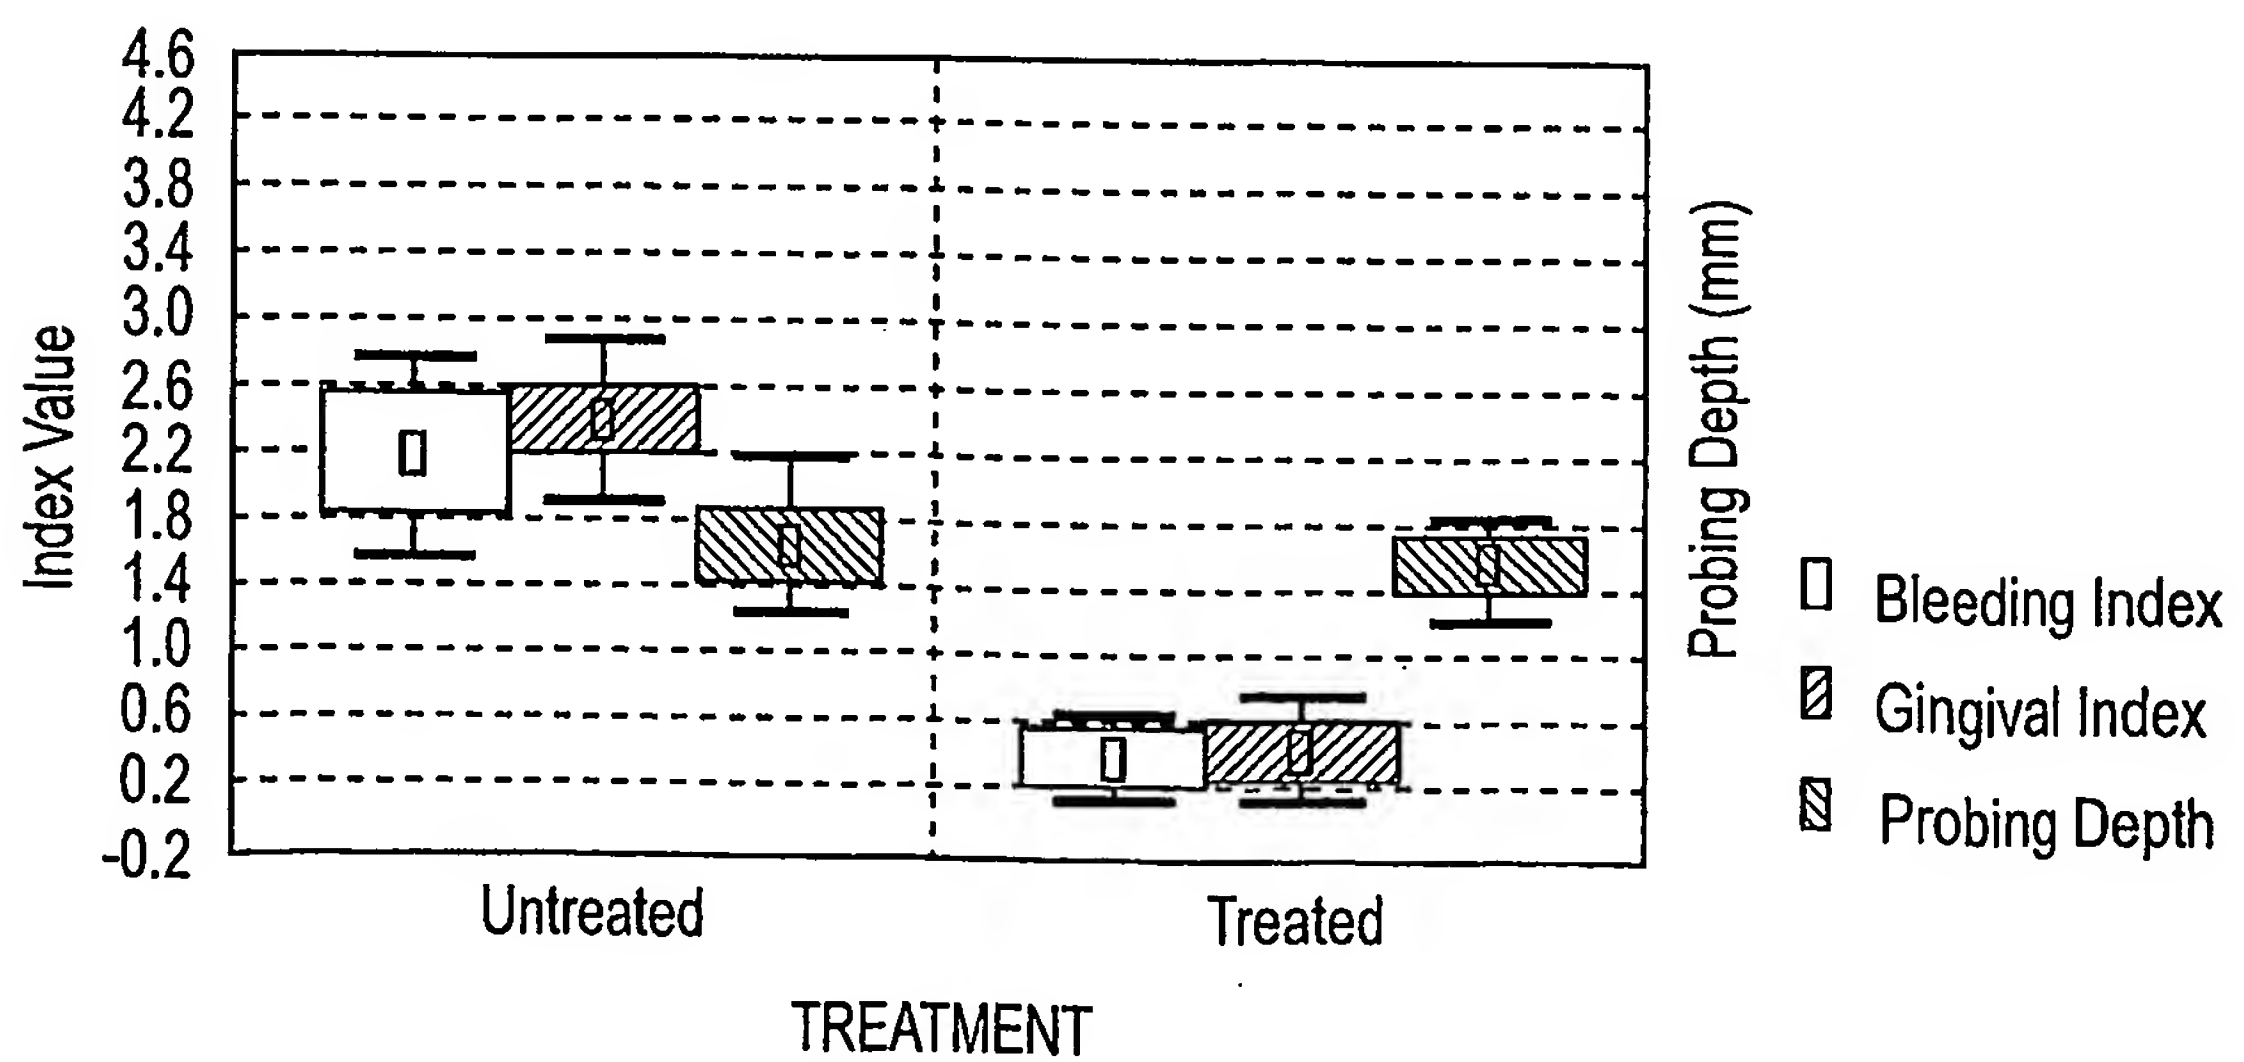 4.6
4.2
3.8
3.4
3.0
2.6
2.2
1.8
1.4
1.0
0.6
0.2
-0.2
Index Value
Untreated
Treated
TREATMENT
Probing Depth (mm)
Bleeding Index
Gingival Index
Probing Depth